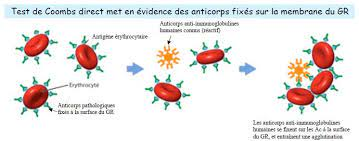 Test de Coombs direct met en évidence des anticorps fixés sur la membrane du GR
Antigène érythrocyture
Anticorps anti-immunoglobulines
humaines connus (réactif)
Erythrocyte
Anticorps pathologiques
fixés à la surface du GR.
Les anticorps anti-immunoglobulines
humaines se fixent sur les Ac à la surface
du GR, et entraînent une agglutination